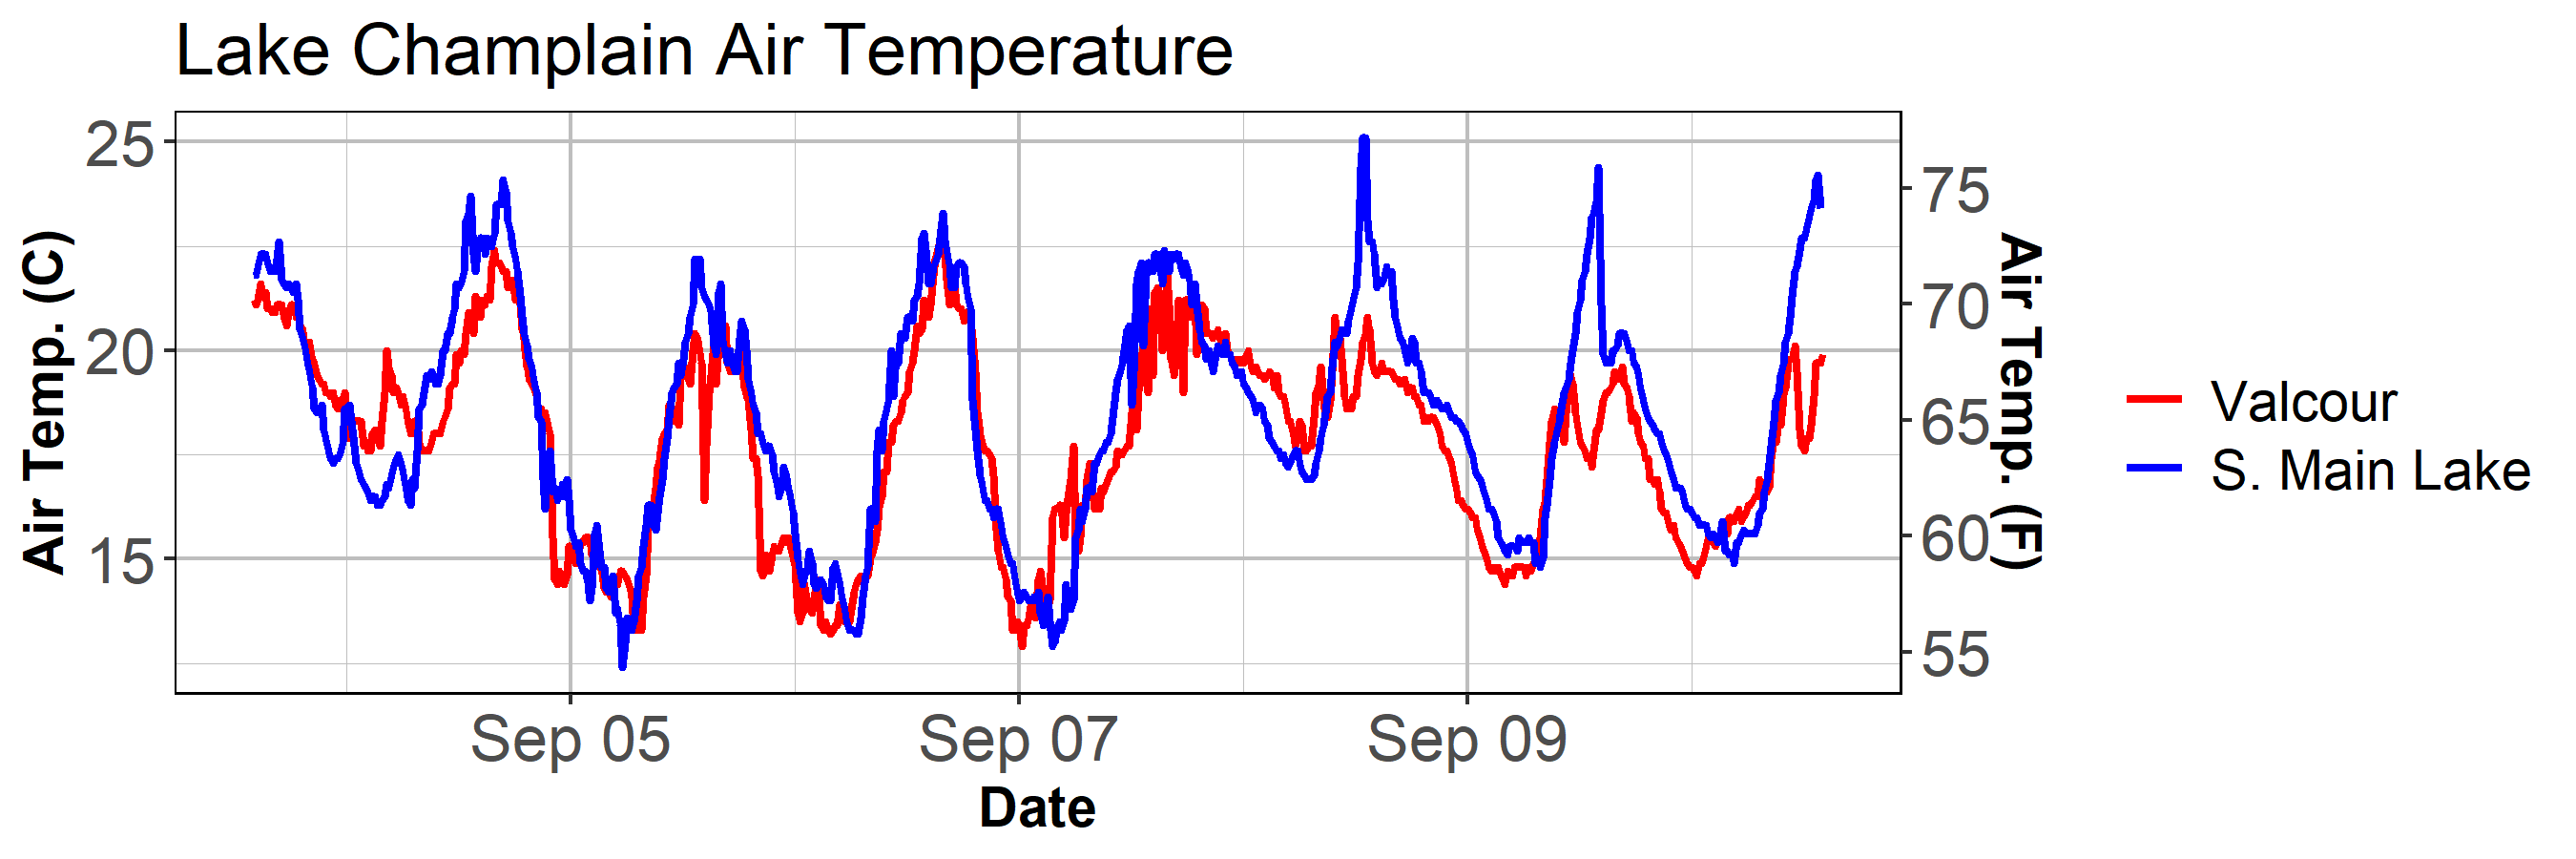 Lake Champlain Air Temperature
Air Temp. (C)
25
20
15
Sep 05
Sep 07
Sep 09
Date
75
70
65
60
55
Air Temp. (F)
Valcour
S. Main Lake